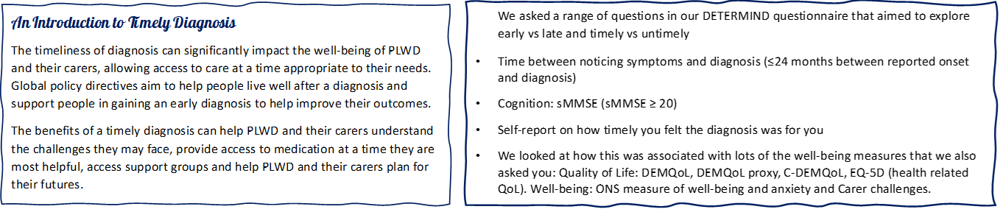 An Introduction to Timely Diagnosis
The timeliness of diagnosis can significantly impact the well-being of PLWD
and their carers, allowing access to care at a time appropriate to their needs.
Global policy directives aim to help people live well after a diagnosis and
support people in gaining an early diagnosis to help improve their outcomes.
The benefits of a timely diagnosis can help PLWD and their carers understand
the challenges they may face, provide access to medication at a time they are
most helpful, access support groups and help PLWD and their carers plan for
their futures.
We asked a range of questions in our DETERMIND questionnaire that aimed to explore
early vs late and timely vs untimely
• Time between noticing symptoms and diagnosis (≤24 months between reported onset
and diagnosis)
• Cognition: sMMSE (sMMSE ≥ 20)
• Self-report on how timely you felt the diagnosis was for you
• We looked at how this was associated with lots of the well-being measures that we also
asked you: Quality of Life: DEMQoL, DEMQoL proxy, C-DEMQoL, EQ-5D (health related
QoL). Well-being: ONS measure of well-being and anxiety and Carer challenges.